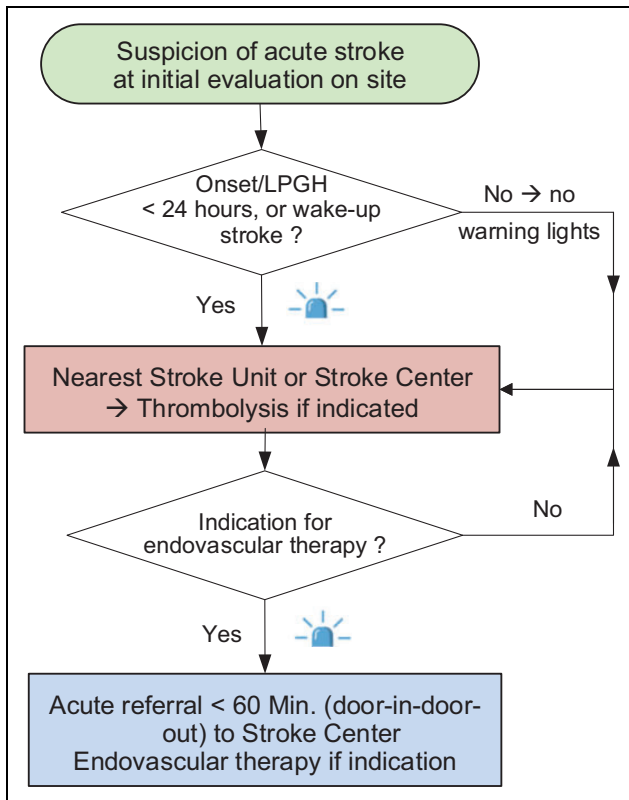 Suspicion of acute stroke
at initial evaluation on site
Onset/LPGH
< 24 hours, or wake-up
stroke ?
No → no
warning lights
Yes
Nearest Stroke Unit or Stroke Center
→ Thrombolysis if indicated
Indication for
endovascular therapy ?
No
Yes
Acute referral < 60 Min. (door-in-door-
out) to Stroke Center
Endovascular therapy if indication